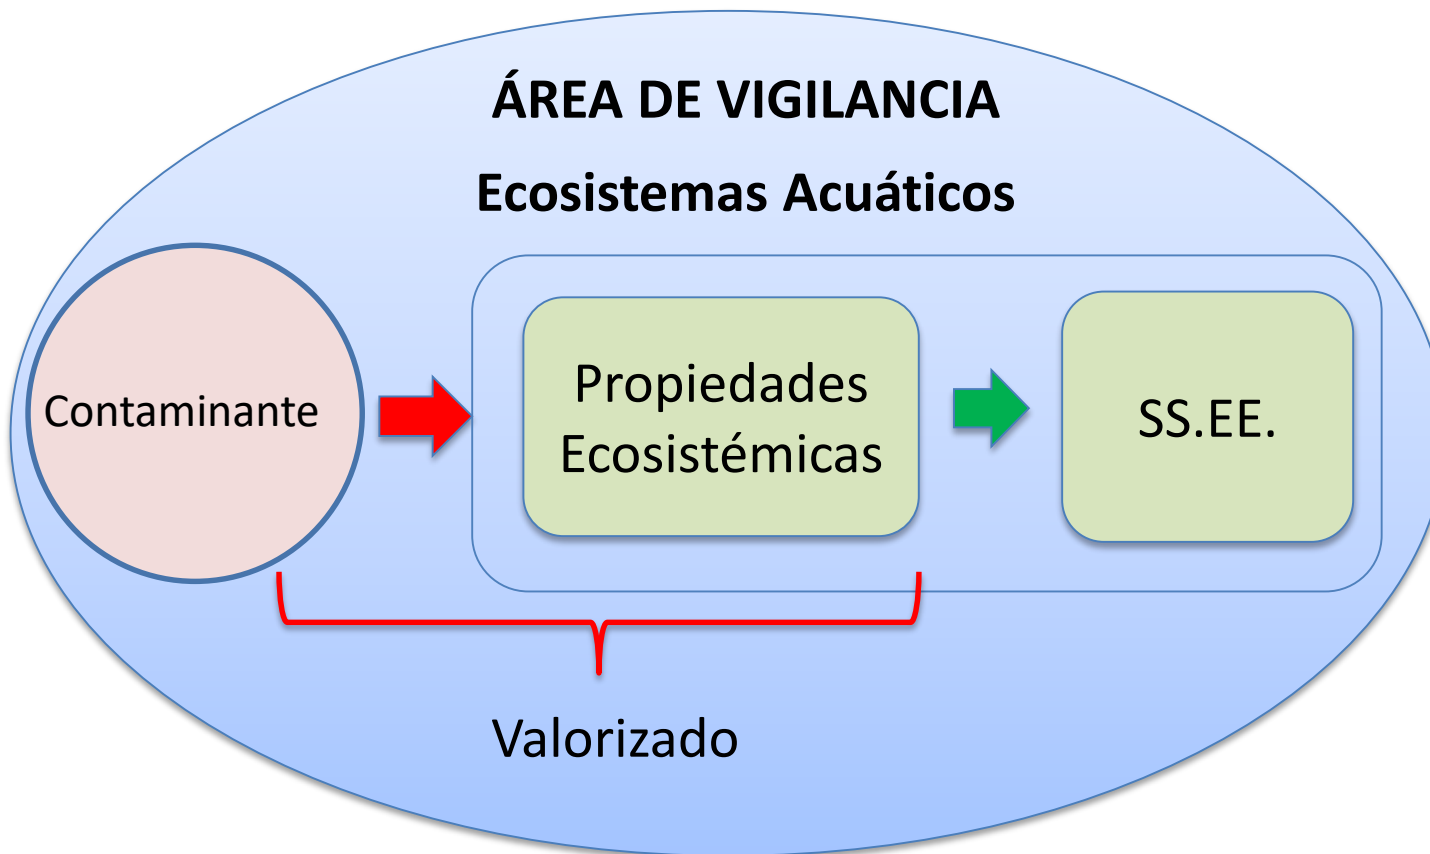 ÁREA DE VIGILANCIA
Ecosistemas Acuáticos
Contaminante
Propiedades
Ecosistémicas
SS.EE.
Valorizado